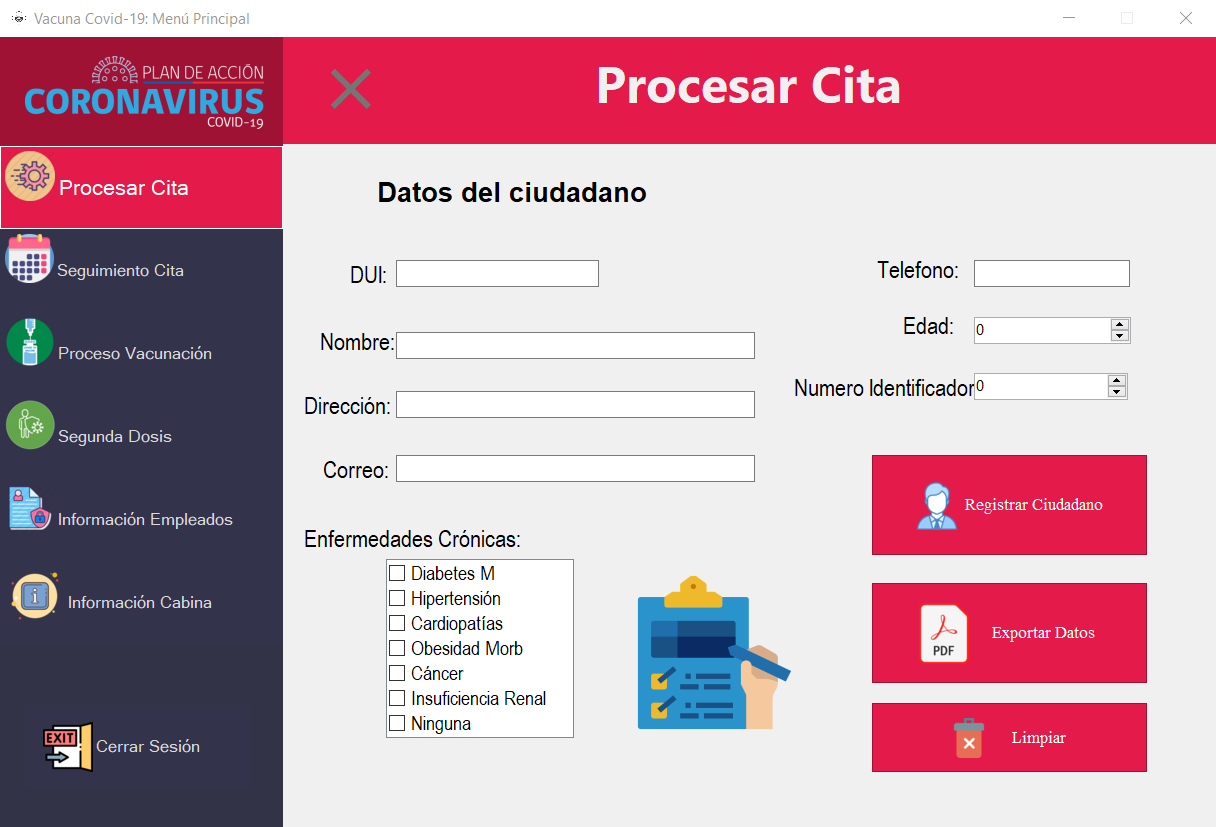 Vacuna Covid-19: Menú Principal
PLAN DE ACCIÓN
CORONAVIRUS
COVID-19
Procesar Cita
Procesar Cita
Seguimiento Cita
Proceso Vacunación
Segunda Dosis
Información Empleados
Información Cabina
EXIT
Cerrar Sesión
Datos del ciudadano
DUI:
Nombre:
Dirección:
Correo:
Telefono:
Edad:
0
Numero Identificador
0
Enfermedades Crónicas:
Diabetes M
Hipertensión
Cardiopatías
Obesidad Morb
Cáncer
Insuficiencia Renal
Ninguna
Registrar Ciudadano
PDF
Exportar Datos
Limpiar